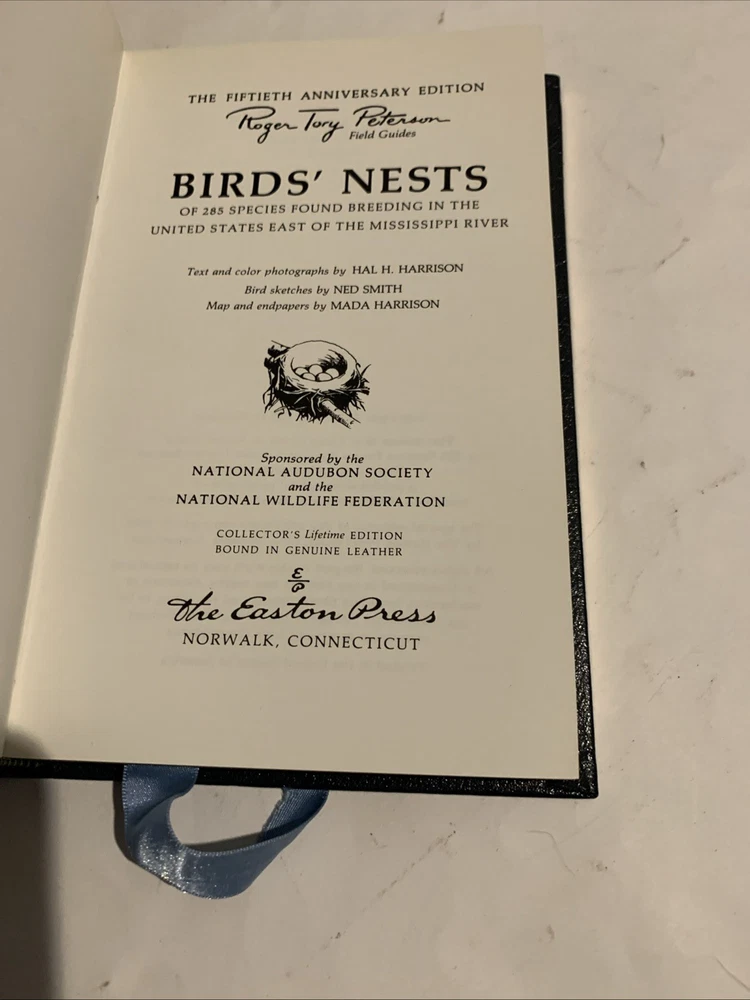 THE FIFTIETH ANNIVERSARY EDITION
Roger Tory Peterson
Field Guides
BIRDS' NESTS
OF 285 SPECIES FOUND BREEDING IN THE
UNITED STATES EAST OF THE MISSISSIPPI RIVER
Text and color photographs by HAL H. HARRISON
Bird sketches by NED SMITH
Map and endpapers by MADA HARRISON
Sponsored by the
NATIONAL AUDUBON SOCIETY
and the
NATIONAL WILDLIFE FEDERATION
COLLECTOR'S Lifetime EDITION
BOUND IN GENUINE LEATHER
E
P
The Easton Press
NORWALK, CONNECTICUT